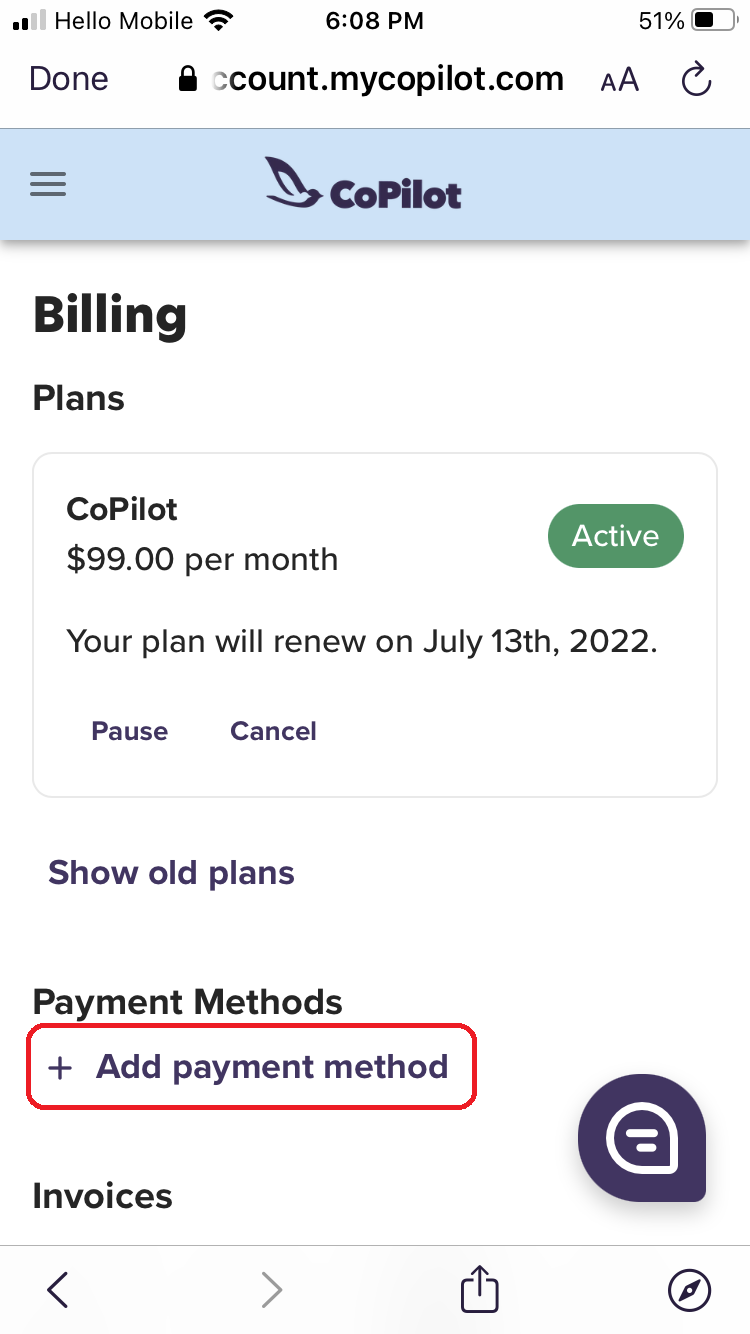 Hello Mobile 6:08 PM 51%
Done ccount.mycopilot.com AA
CoPilot
Billing
Plans
CoPilot
$99.00 per month
Active
Your plan will renew on July 13th, 2022.
Pause Cancel
Show old plans
Payment Methods
+ Add payment method
Invoices